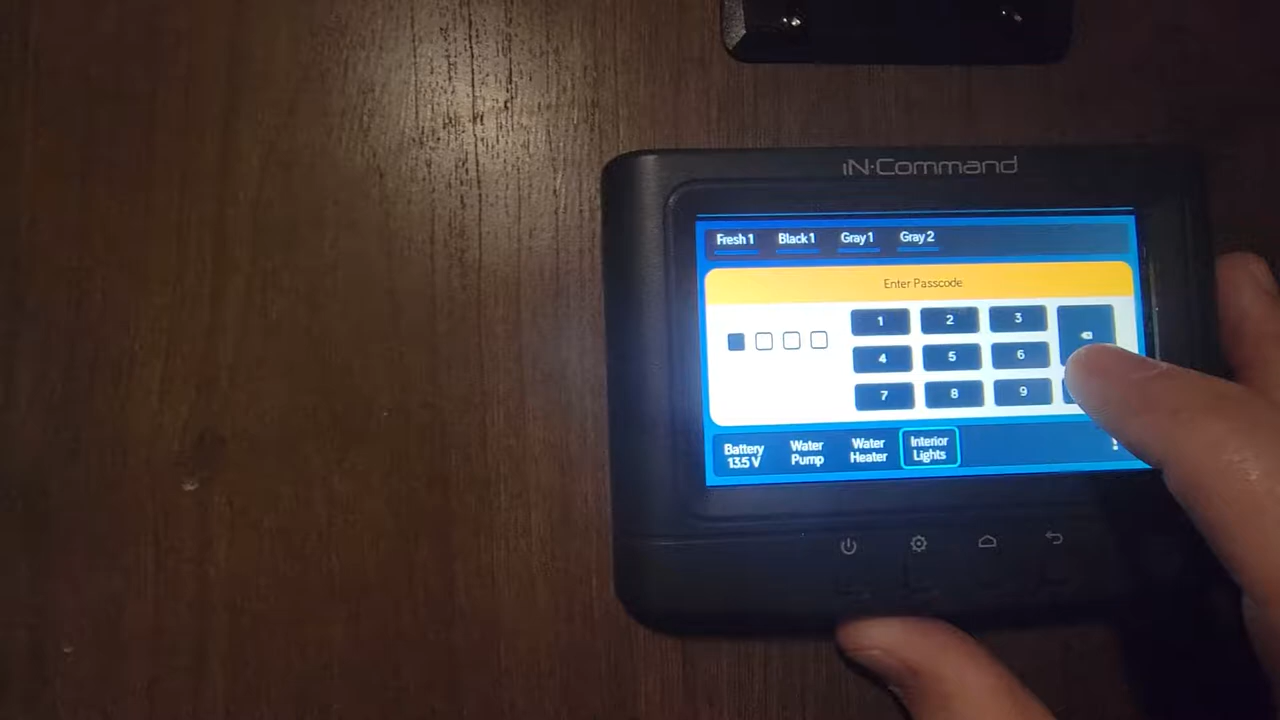 iN·Command
Fresh 1 Black 1 Gray 1 Gray 2
Enter Passcode
1 2 3
4 5 6
7 8 9
Battery 13.5 V
Water Pump
Water Heater
Interior Lights
!